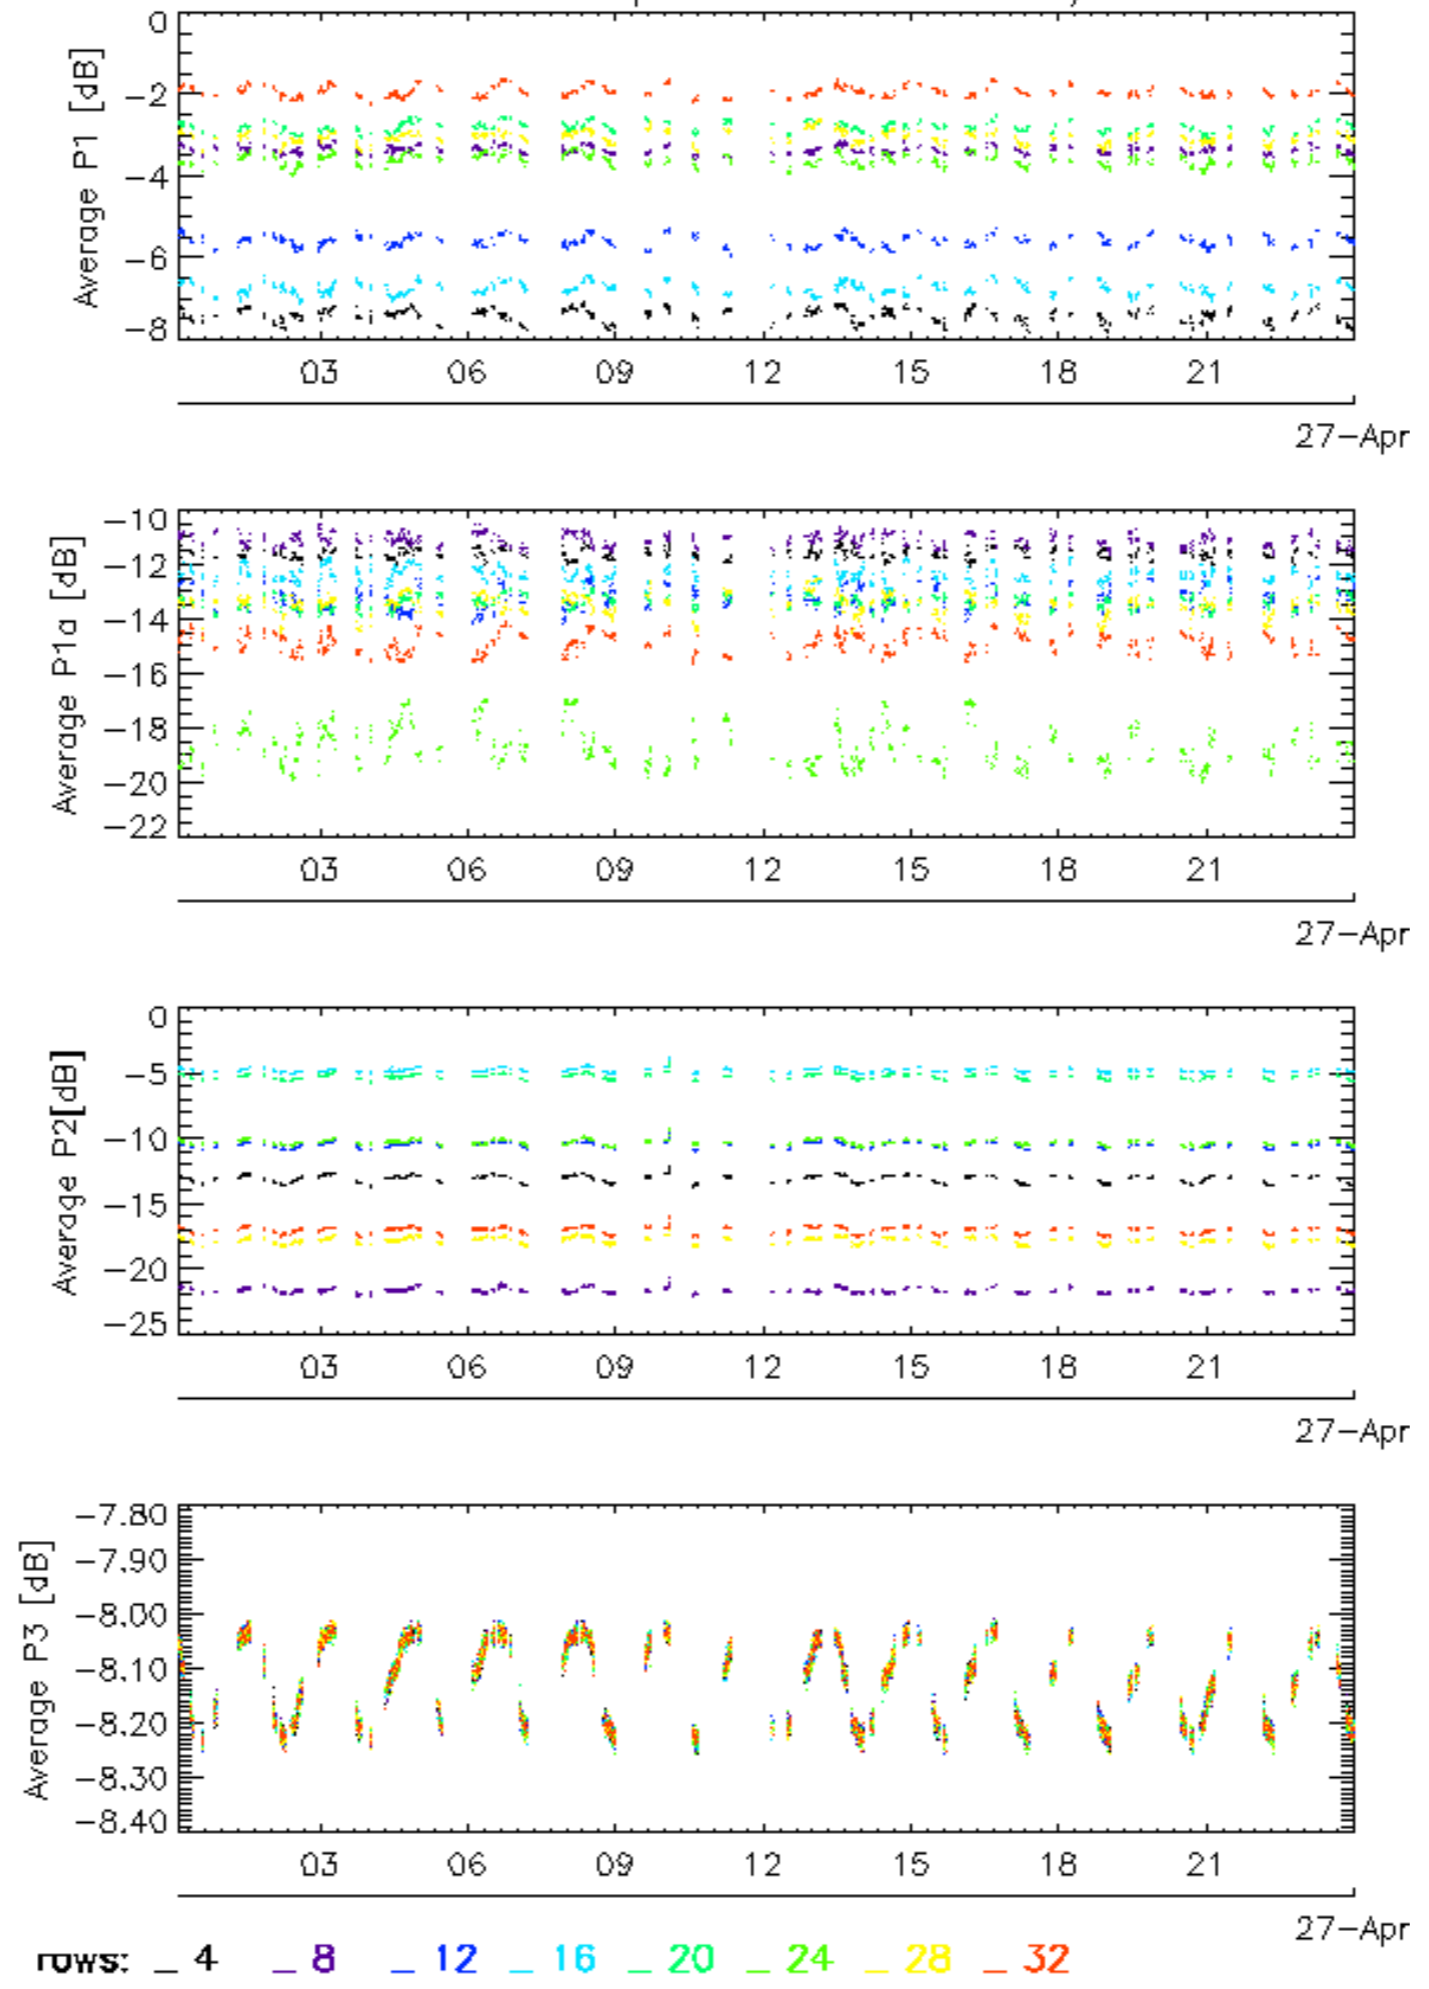 Average P1 [dB]
0
−2
−4
−6
−8
03 06 09 12 15 18 21
27−Apr
Average P1a [dB]
−10
−12
−14
−16
−18
−20
−22
03 06 09 12 15 18 21
27−Apr
Average P2[dB]
0
−5
−10
−15
−20
−25
03 06 09 12 15 18 21
27−Apr
Average P3 [dB]
−7.80
−7.90
−8.00
−8.10
−8.20
−8.30
−8.40
03 06 09 12 15 18 21
27−Apr
rows: _ 4 _ 8 _ 12 _ 16 _ 20 _ 24 _ 28 _ 32